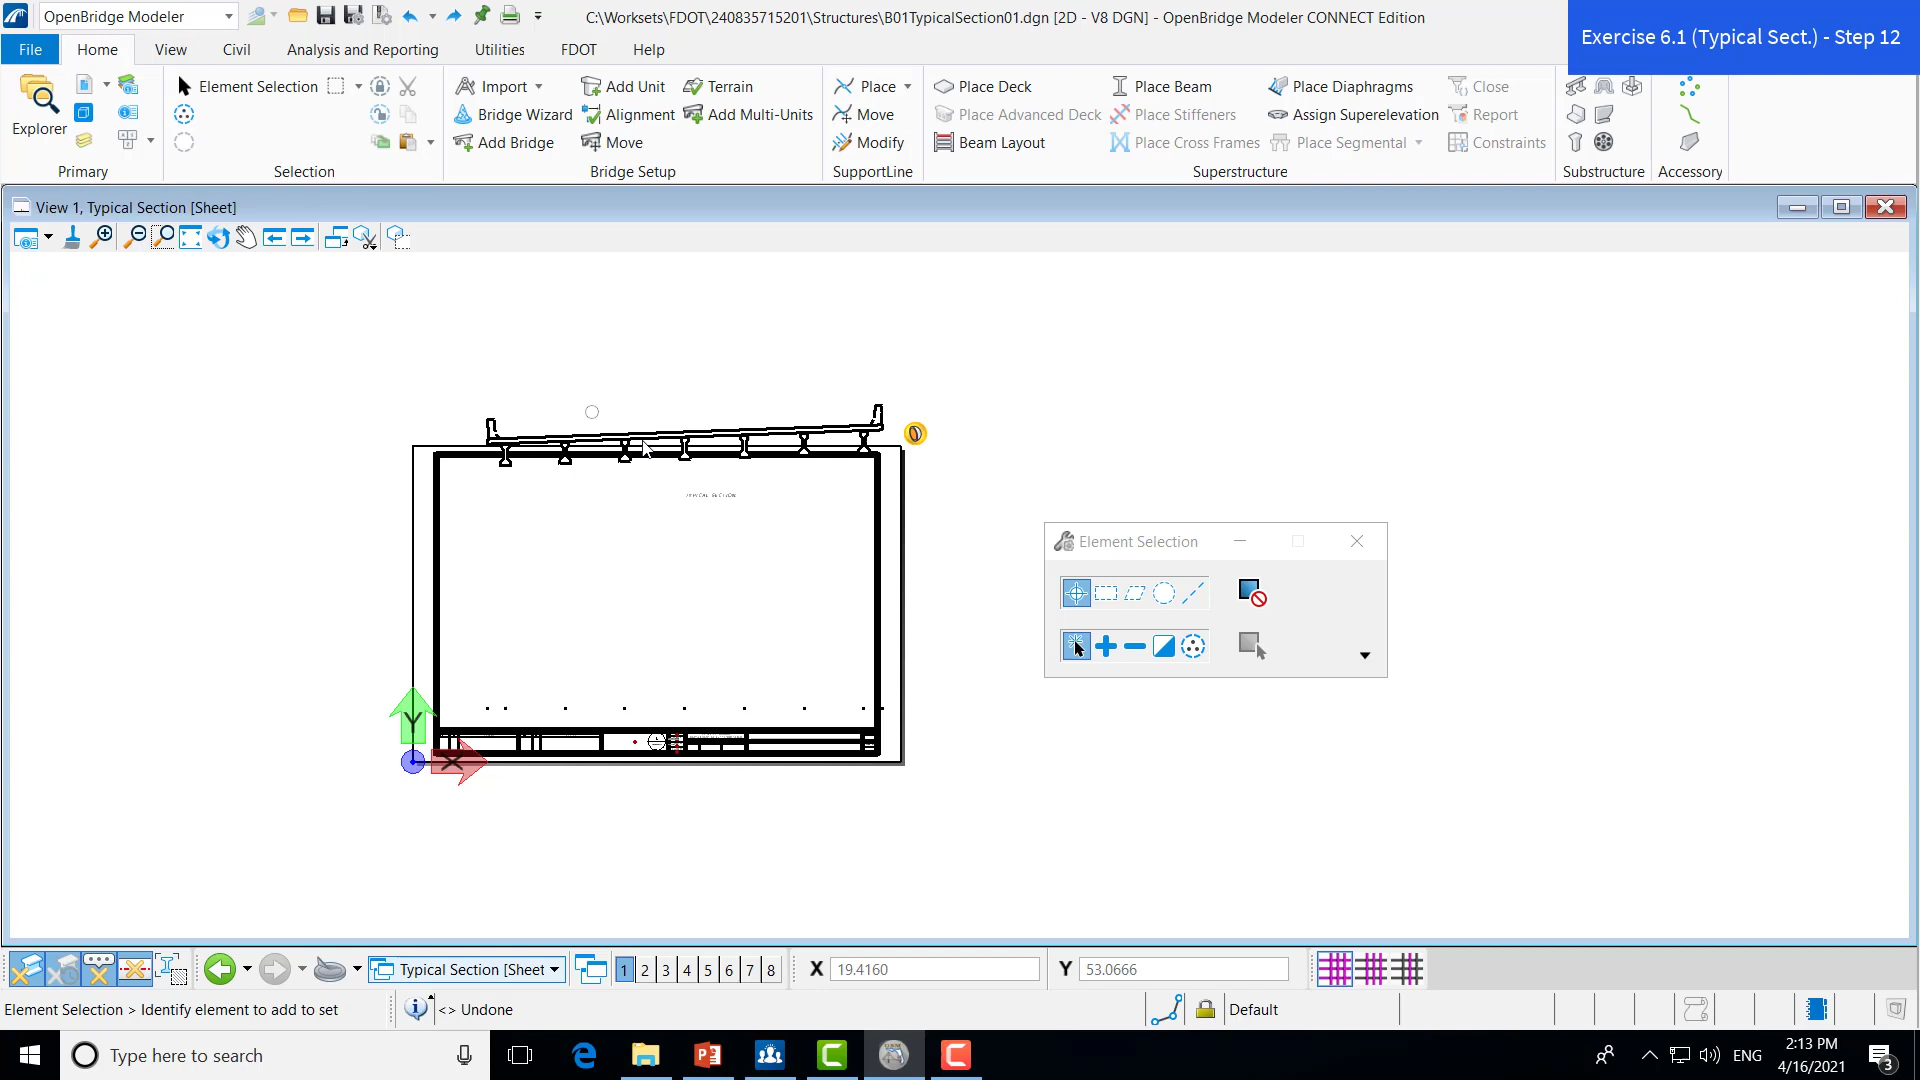 OpenBridge Modeler
C:\Worksets\FDOT\240835715201\Structures\B01TypicalSection01.dgn [2D - V8 DGN] - OpenBridge Modeler CONNECT Edition
Exercise 6.1 (Typical Sect.) - Step 12
File Home View Civil Analysis and Reporting Utilities FDOT Help
Element Selection Import Add Unit Terrain Place Place Deck Place Beam Place Diaphragms Close
Bridge Wizard Alignment Add Multi-Units Move Place Advanced Deck Place Stiffeners Assign Superelevation Report
Explorer Add Bridge Move Modify Beam Layout Place Cross Frames Place Segmental Constraints
Primary Selection Bridge Setup SupportLine Superstructure Substructure Accessory
View 1, Typical Section [Sheet]
TYPICAL SECTION
Element Selection
Y
X
Typical Section [Sheet 1 2 3 4 5 6 7 8 X 19.4160 Y 53.0666
Element Selection > Identify element to add to set <> Undone Default
Type here to search
ENG
2:13 PM
4/16/2021
3